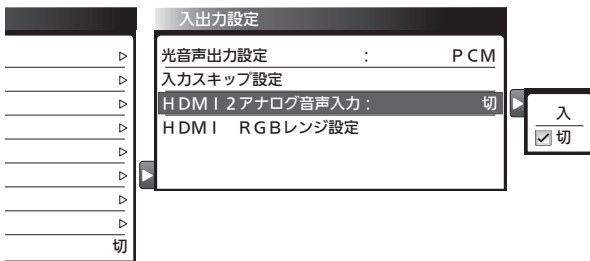 入出力設定
光音声出力設定 : PCM
入力スキップ設定
HDMI2アナログ音声入力: 切
HDMI RGBレンジ設定
入
切
切